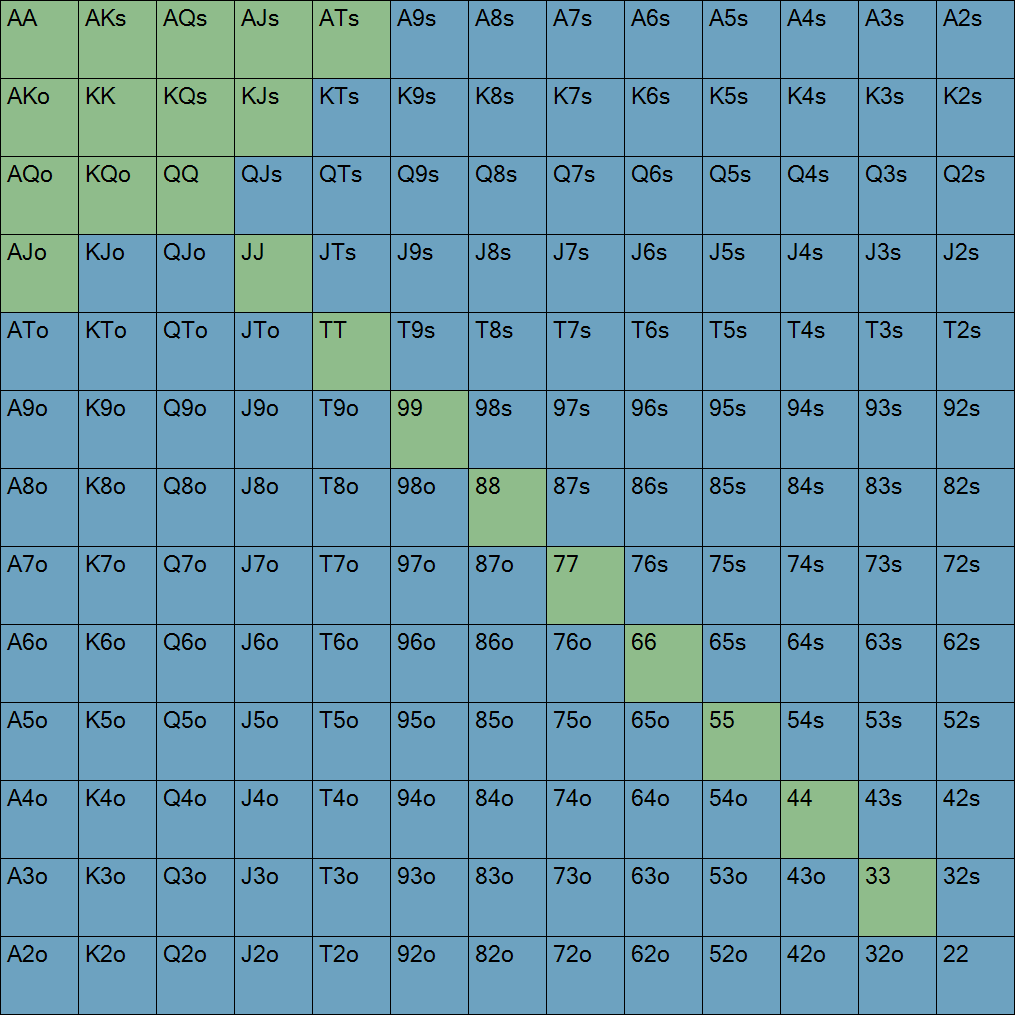 AA AKs AQs AJs ATs A9s A8s A7s A6s A5s A4s A3s A2s
AKo KK KQs KJs KTs K9s K8s K7s K6s K5s K4s K3s K2s
AQo KQo QQ QJs QTs Q9s Q8s Q7s Q6s Q5s Q4s Q3s Q2s
AJo KJo QJo JJ JTs J9s J8s J7s J6s J5s J4s J3s J2s
ATo KTo QTo JTo TT T9s T8s T7s T6s T5s T4s T3s T2s
A9o K9o Q9o J9o T9o 99 98s 97s 96s 95s 94s 93s 92s
A8o K8o Q8o J8o T8o 98o 88 87s 86s 85s 84s 83s 82s
A7o K7o Q7o J7o T7o 97o 87o 77 76s 75s 74s 73s 72s
A6o K6o Q6o J6o T6o 96o 86o 76o 66 65s 64s 63s 62s
A5o K5o Q5o J5o T5o 95o 85o 75o 65o 55 54s 53s 52s
A4o K4o Q4o J4o T4o 94o 84o 74o 64o 54o 44 43s 42s
A3o K3o Q3o J3o T3o 93o 83o 73o 63o 53o 43o 33 32s
A2o K2o Q2o J2o T2o 92o 82o 72o 62o 52o 42o 32o 22